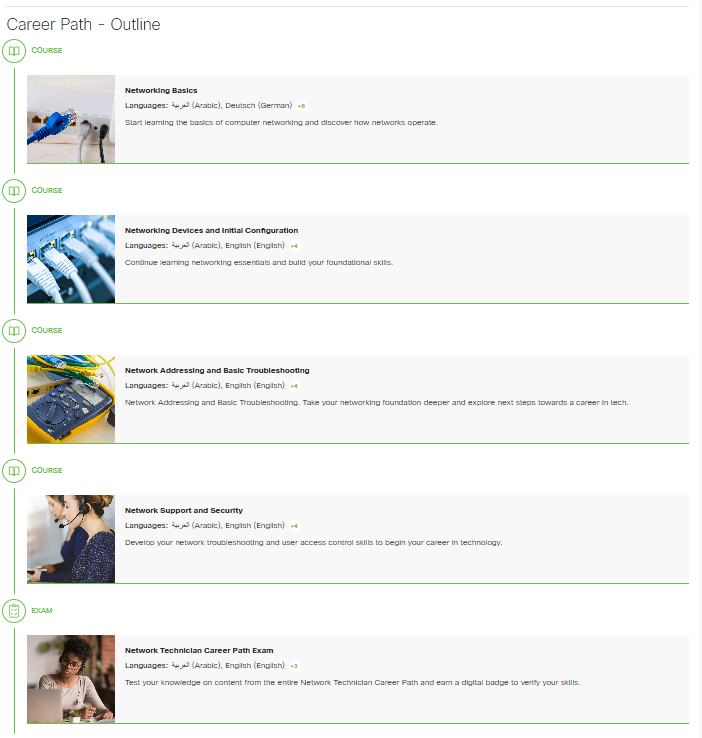 Career Path - Outline
COURSE
Networking Basics
Languages: العربية (Arabic), Deutsch (German) +6
Start learning the basics of computer networking and discover how networks operate.
COURSE
Networking Devices and Initial Configuration
Languages: العربية (Arabic), English (English) +4
Continue learning networking essentials and build your foundational skills.
COURSE
Network Addressing and Basic Troubleshooting
Languages: العربية (Arabic), English (English) +4
Network Addressing and Basic Troubleshooting. Take your networking foundation deeper and explore next steps towards a career in tech.
COURSE
Network Support and Security
Languages: العربية (Arabic), English (English) +4
Develop your network troubleshooting and user access control skills to begin your career in technology.
EXAM
Network Technician Career Path Exam
Languages: العربية (Arabic), English (English) +3
Test your knowledge on content from the entire Network Technician Career Path and earn a digital badge to verify your skills.